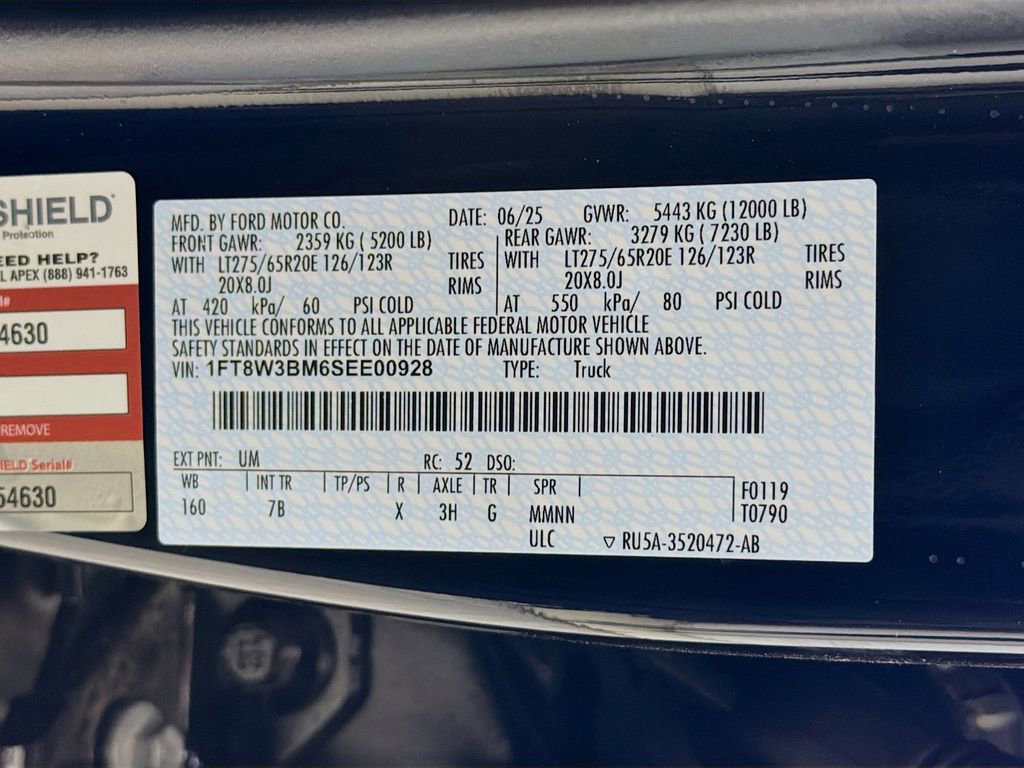 SHIELD
Protection
EED HELP?
L APEX (888) 941-1763
l#
4630
REMOVE
IELD Serial#
54630
MFD. BY FORD MOTOR CO. DATE: 06/25 GVWR: 5443 KG (12000 LB)
FRONT GAWR: 2359 KG ( 5200 LB) REAR GAWR: 3279 KG ( 7230 LB)
WITH LT275/65R20E 126/123R TIRES WITH LT275/65R20E 126/123R TIRES
20X8.0J RIMS 20X8.0J RIMS
AT 420 kPa/ 60 PSI COLD AT 550 kPa/ 80 PSI COLD
THIS VEHICLE CONFORMS TO ALL APPLICABLE FEDERAL MOTOR VEHICLE
SAFETY STANDARDS IN EFFECT ON THE DATE OF MANUFACTURE SHOWN ABOVE.
VIN: 1FT8W3BM6SEE00928 TYPE: Truck
EXT PNT: UM RC: 52 DSO:
WB INT TR TP/PS R AXLE TR SPR F0119
160 7B X 3H G MMNN T0790
ULC ▽ RU5A-3520472-AB